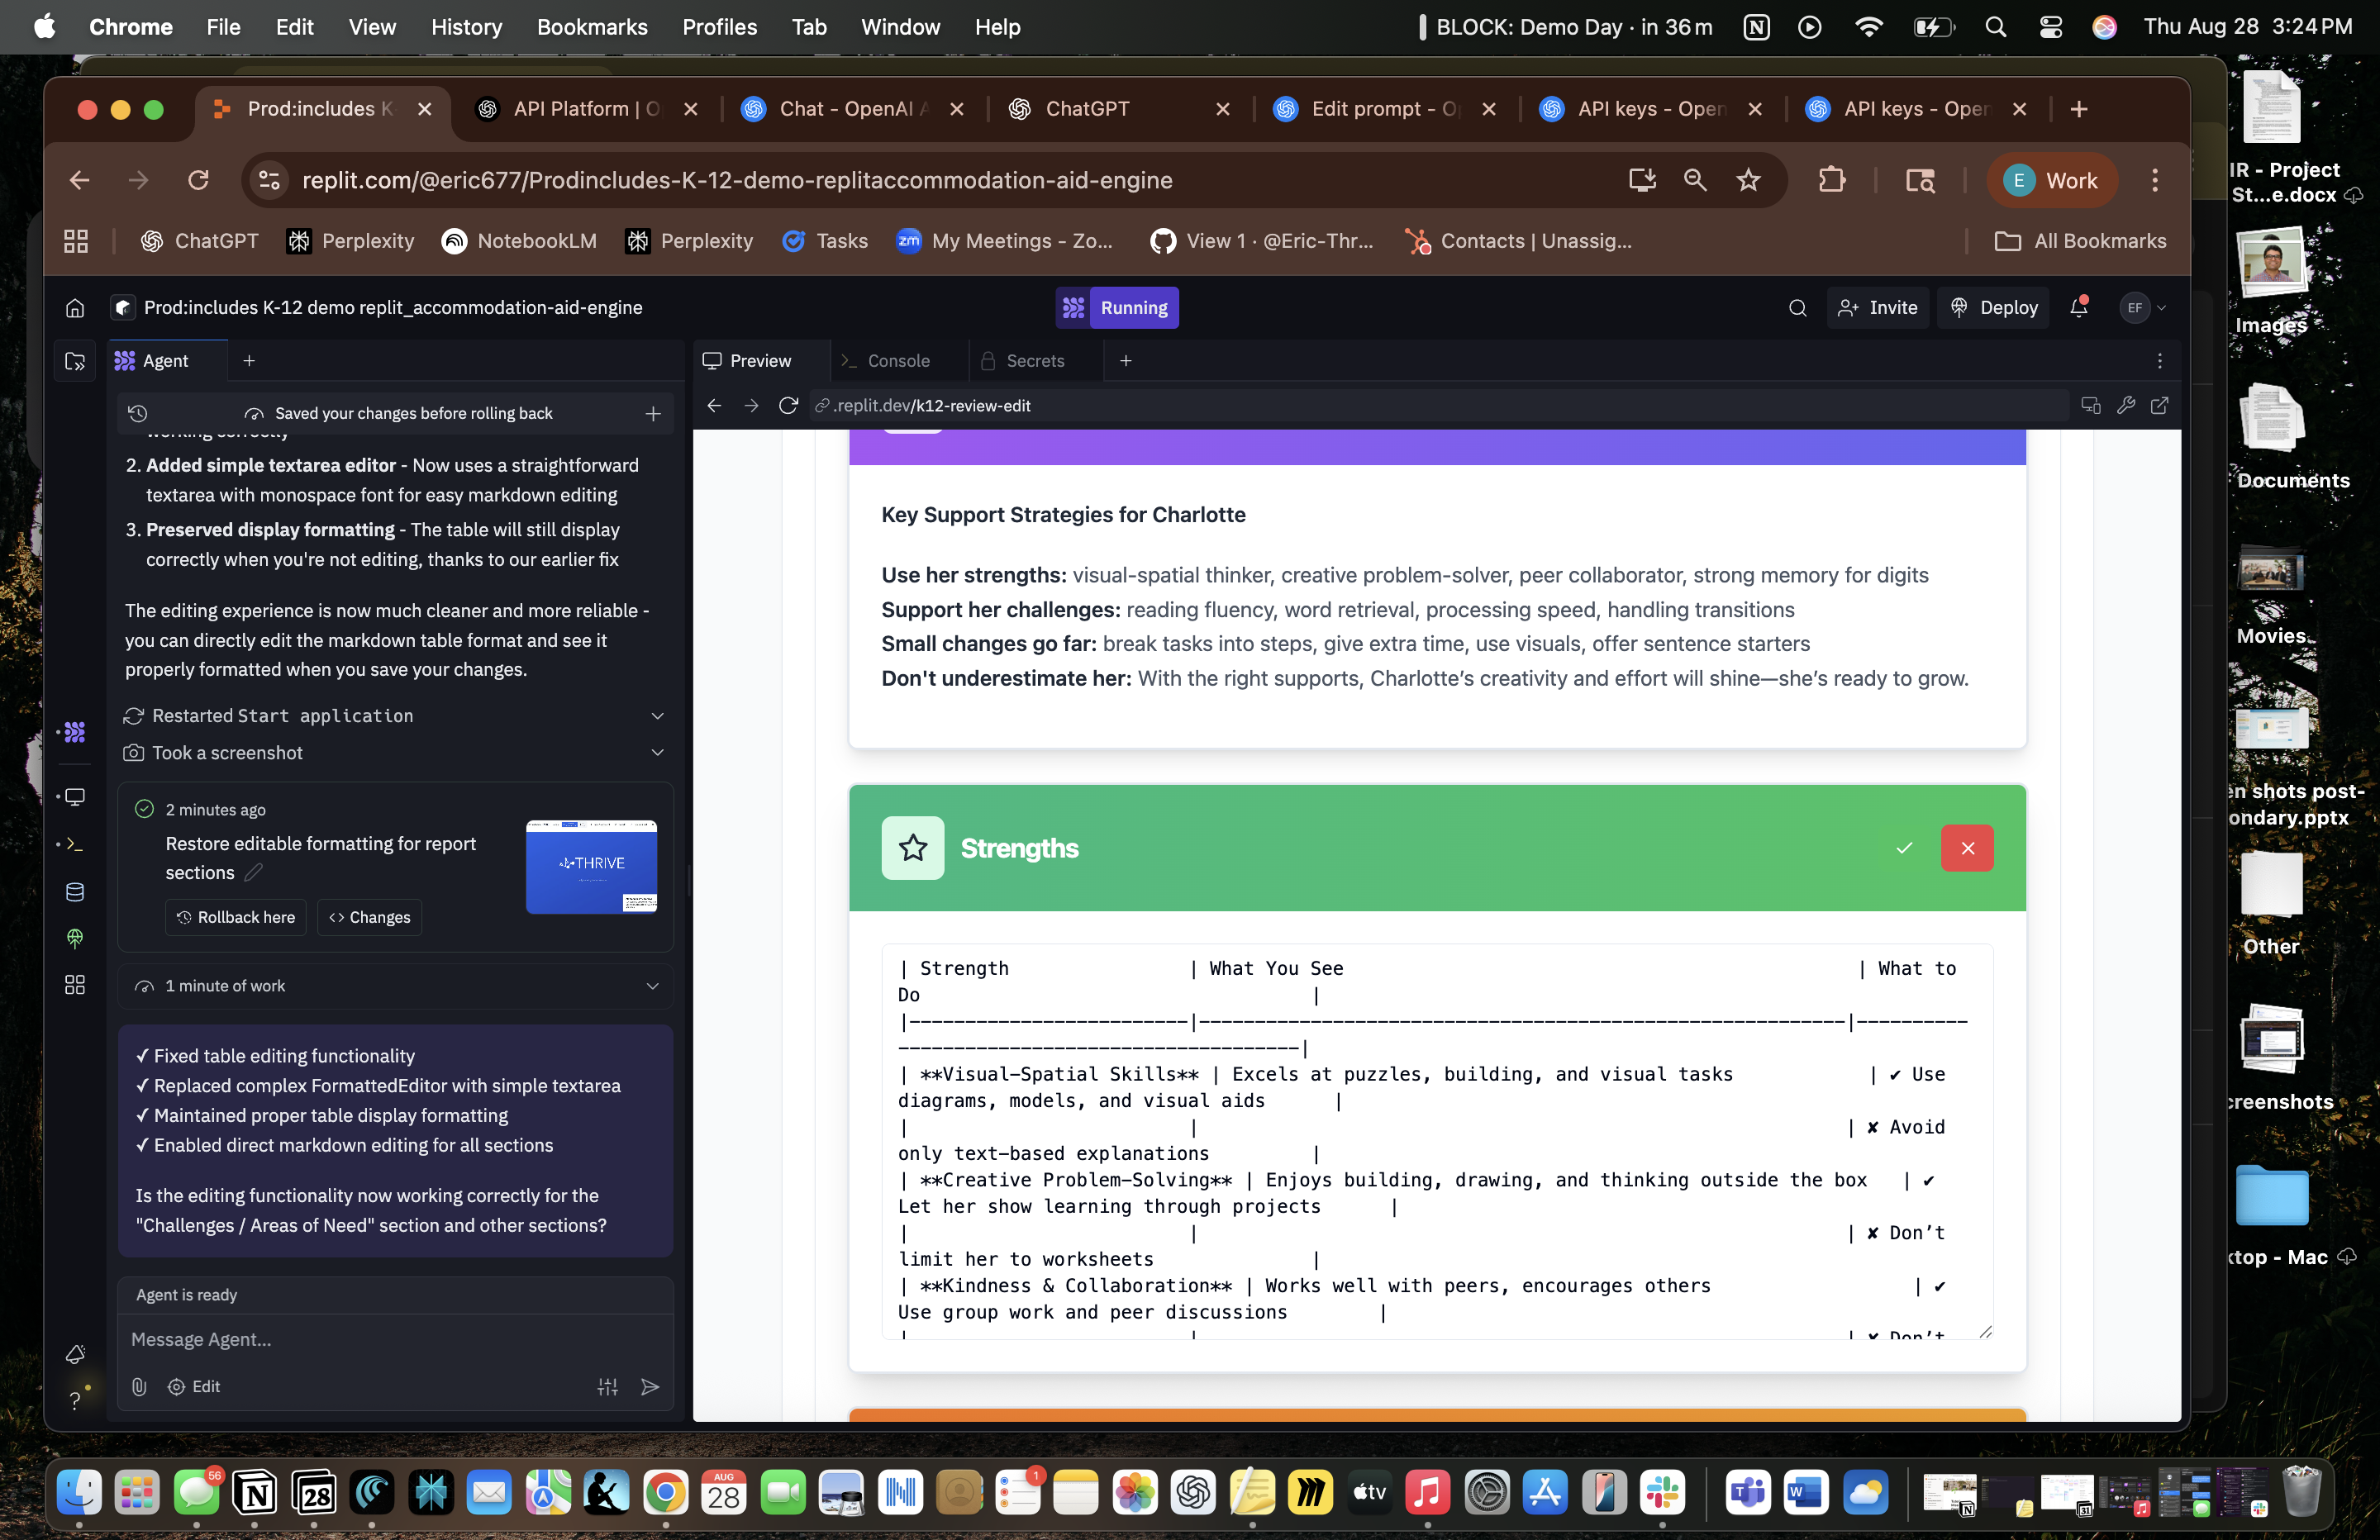 Chrome File Edit View History Bookmarks Profiles Tab Window Help
BLOCK: Demo Day · in 36 m
Thu Aug 28 3:24 PM
Prod:includes K
API Platform | O
Chat - OpenAI A
ChatGPT
Edit prompt - O
API keys - Open
API keys - Open
replit.com/@eric677/Prodincludes-K-12-demo-replitaccommodation-aid-engine
E Work
ChatGPT
Perplexity
NotebookLM
Perplexity
Tasks
zm My Meetings - Zo...
View 1 · @Eric-Thr...
Contacts | Unassig...
All Bookmarks
Prod:includes K-12 demo replit_accommodation-aid-engine
Running
Invite
Deploy
EF
Agent
Preview
Console
Secrets
.replit.dev/k12-review-edit
Saved your changes before rolling back
working correctly
2. Added simple textarea editor - Now uses a straightforward
textarea with monospace font for easy markdown editing
3. Preserved display formatting - The table will still display
correctly when you're not editing, thanks to our earlier fix
The editing experience is now much cleaner and more reliable -
you can directly edit the markdown table format and see it
properly formatted when you save your changes.
Restarted Start application
Took a screenshot
2 minutes ago
Restore editable formatting for report
sections
THRIVE
Rollback here
<> Changes
1 minute of work
✓ Fixed table editing functionality
✓ Replaced complex FormattedEditor with simple textarea
✓ Maintained proper table display formatting
✓ Enabled direct markdown editing for all sections
Is the editing functionality now working correctly for the
"Challenges / Areas of Need" section and other sections?
Agent is ready
Message Agent...
Edit
Key Support Strategies for Charlotte
Use her strengths: visual-spatial thinker, creative problem-solver, peer collaborator, strong memory for digits
Support her challenges: reading fluency, word retrieval, processing speed, handling transitions
Small changes go far: break tasks into steps, give extra time, use visuals, offer sentence starters
Don't underestimate her: With the right supports, Charlotte’s creativity and effort will shine—she’s ready to grow.
Strengths
| Strength | What You See | What to
Do |
|-------------------------|----------------------------------------------------------|----------
------------------------------------|
| **Visual-Spatial Skills** | Excels at puzzles, building, and visual tasks | ✔ Use
diagrams, models, and visual aids |
| | | ✘ Avoid
only text-based explanations |
| **Creative Problem-Solving** | Enjoys building, drawing, and thinking outside the box | ✔
Let her show learning through projects |
| | | ✘ Don’t
limit her to worksheets |
| **Kindness & Collaboration** | Works well with peers, encourages others | ✔
Use group work and peer discussions |
| | | ✘ Don’t
IR - Project
St...e.docx
Images
Documents
Movies
en shots post-
ondary.pptx
Other
creenshots
ktop - Mac
56
28
AUG
28
1
tv
T
W
31